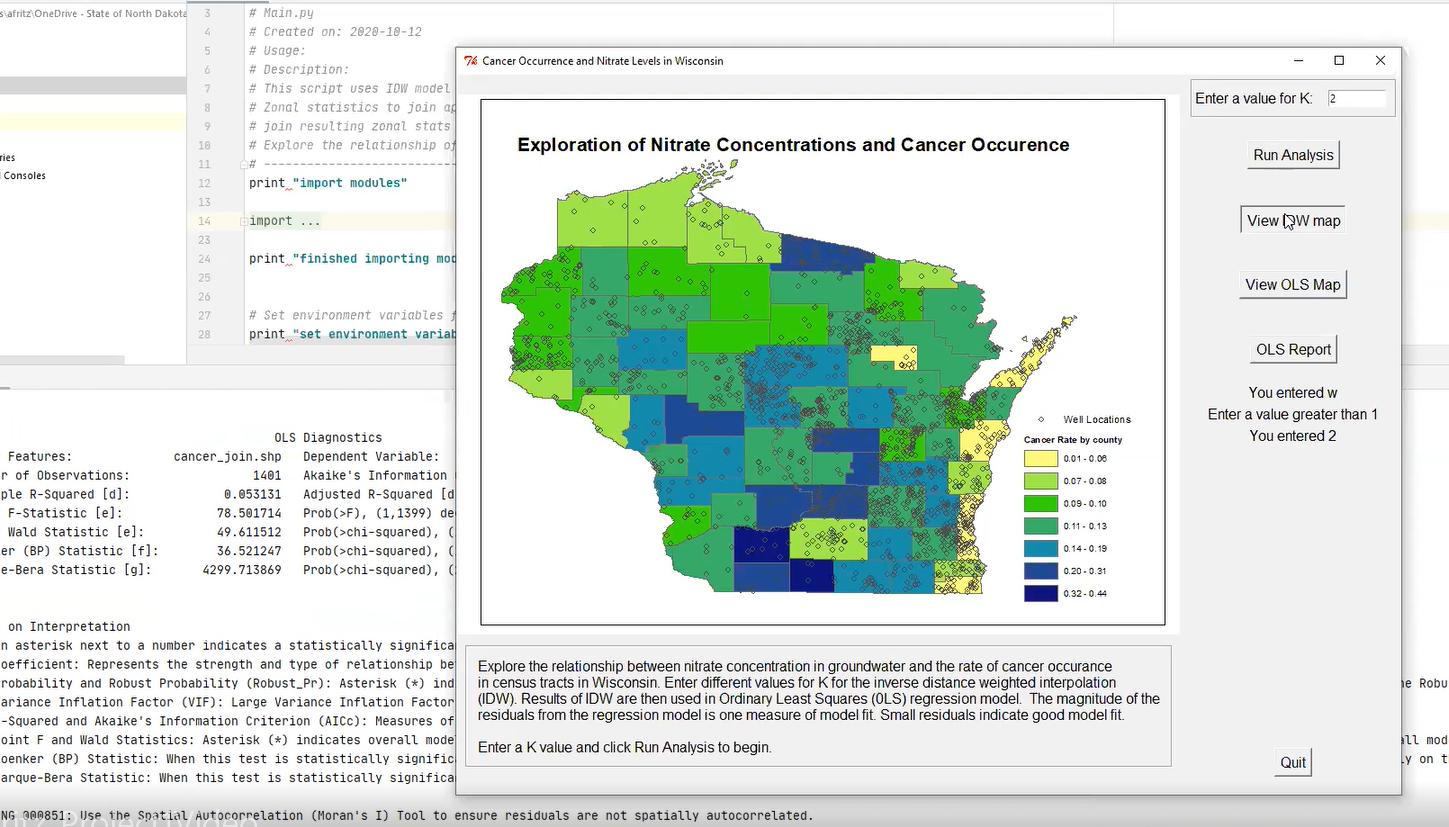 s\afritz\OneDrive - State of North Dakota
3 # Main.py
4 # Created on: 2020-10-12
5 # Usage:
6 # Description:
7 # This script uses IDW model
8 # Zonal statistics to join ap
9 # join resulting zonal stats
10 # Explore the relationship of
11 # ----------------------------
12 print "import modules"
13
14 import ...
23
24 print "finished importing mod
25
26
27 # Set environment variables f
28 print "set environment variab
ries
Consoles
Cancer Occurrence and Nitrate Levels in Wisconsin
Exploration of Nitrate Concentrations and Cancer Occurence
Well Locations
Cancer Rate by county
0.01 - 0.06
0.07 - 0.08
0.09 - 0.10
0.11 - 0.13
0.14 - 0.19
0.20 - 0.31
0.32 - 0.44
Enter a value for K: 2
Run Analysis
View IDW map
View OLS Map
OLS Report
You entered w
Enter a value greater than 1
You entered 2
Explore the relationship between nitrate concentration in groundwater and the rate of cancer occurance
in census tracts in Wisconsin. Enter different values for K for the inverse distance weighted interpolation
(IDW). Results of IDW are then used in Ordinary Least Squares (OLS) regression model. The magnitude of the
residuals from the regression model is one measure of model fit. Small residuals indicate good model fit.
Enter a K value and click Run Analysis to begin.
Quit
OLS Diagnostics
Features: cancer_join.shp Dependent Variable:
r of Observations: 1401 Akaike's Information
ple R-Squared [d]: 0.053131 Adjusted R-Squared [d
F-Statistic [e]: 78.501714 Prob(>F), (1,1399) de
Wald Statistic [e]: 49.611512 Prob(>chi-squared), (
er (BP) Statistic [f]: 36.521247 Prob(>chi-squared), (
e-Bera Statistic [g]: 4299.713869 Prob(>chi-squared), (
on Interpretation
n asterisk next to a number indicates a statistically significa
oefficient: Represents the strength and type of relationship be
robability and Robust Probability (Robust_Pr): Asterisk (*) ind
he Robu
ariance Inflation Factor (VIF): Large Variance Inflation Factor
-Squared and Akaike's Information Criterion (AICc): Measures of
oint F and Wald Statistics: Asterisk (*) indicates overall mode
all mod
oenker (BP) Statistic: When this test is statistically signific
ly on th
arque-Bera Statistic: When this test is statistically significa
NG 000851: Use the Spatial Autocorrelation (Moran's I) Tool to ensure residuals are not spatially autocorrelated.